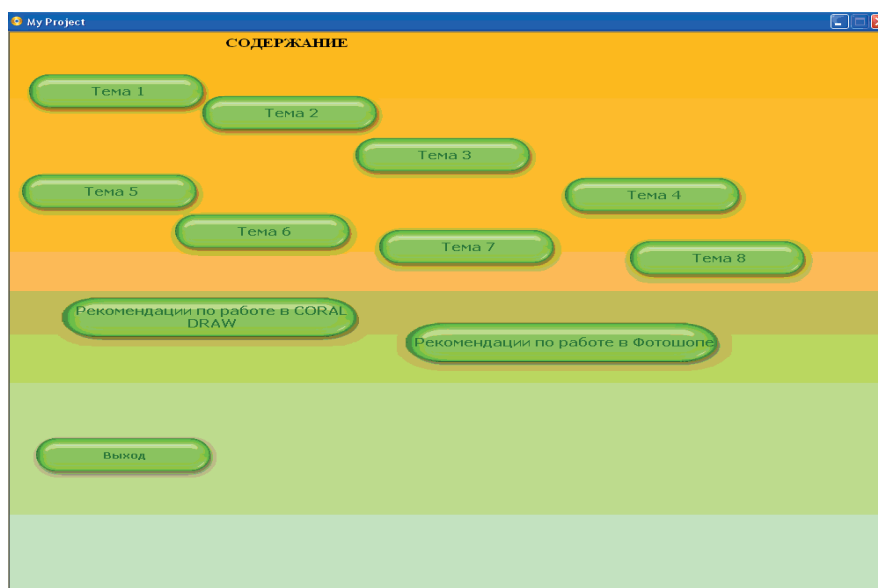 My Project
СОДЕРЖАНИЕ
Тема 1
Тема 2
Тема 3
Тема 5
Тема 4
Тема 6
Тема 7
Тема 8
Рекомендации по работе в CORAL
DRAW
Рекомендации по работе в Фотошопе
Выход